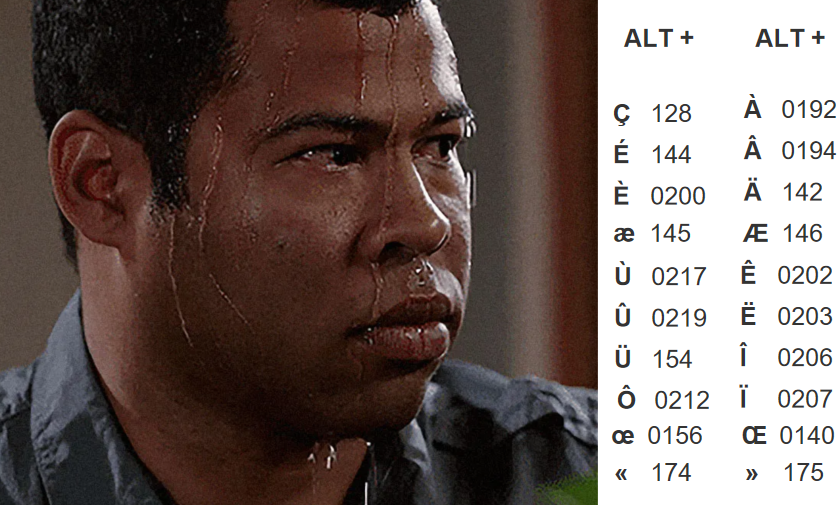 ALT + ALT +
Ç 128 À 0192
É 144 Â 0194
È 0200 Ä 142
æ 145 Æ 146
Ù 0217 Ê 0202
Û 0219 Ë 0203
Ü 154 Î 0206
Ô 0212 Ï 0207
œ 0156 Œ 0140
« 174 » 175